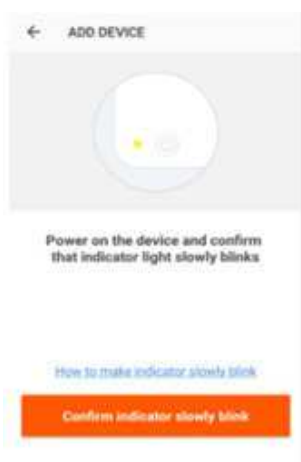 ADD DEVICE
Power on the device and confirm
that indicator light slowly blinks
How to make indicator slowly blink
Confirm indicator slowly blink